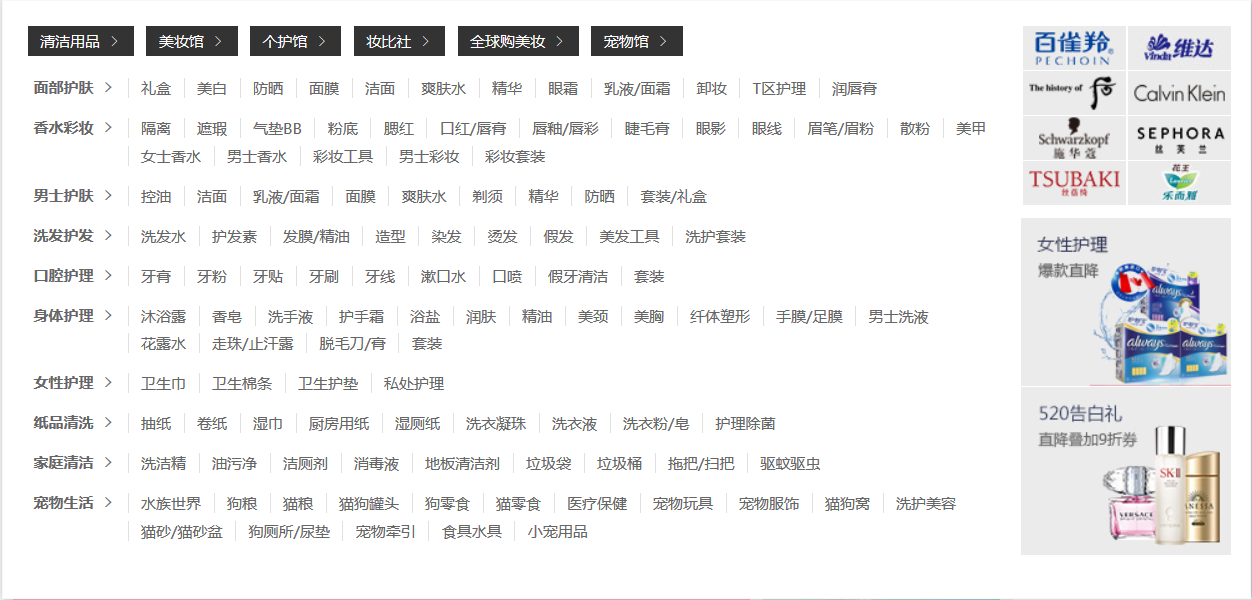 清洁用品 > 美妆馆 > 个护馆 > 妆比社 > 全球购美妆 > 宠物馆 >
面部护肤 > 礼盒 美白 防晒 面膜 洁面 爽肤水 精华 眼霜 乳液/面霜 卸妆 T区护理 润唇膏
香水彩妆 > 隔离 遮瑕 气垫BB 粉底 腮红 口红/唇膏 唇釉/唇彩 睫毛膏 眼影 眼线 眉笔/眉粉 散粉 美甲
女士香水 男士香水 彩妆工具 男士彩妆 彩妆套装
男士护肤 > 控油 洁面 乳液/面霜 面膜 爽肤水 剃须 精华 防晒 套装/礼盒
洗发护发 > 洗发水 护发素 发膜/精油 造型 染发 烫发 假发 美发工具 洗护套装
口腔护理 > 牙膏 牙粉 牙贴 牙刷 牙线 漱口水 口喷 假牙清洁 套装
身体护理 > 沐浴露 香皂 洗手液 护手霜 浴盐 润肤 精油 美颈 美胸 纤体塑形 手膜/足膜 男士洗液
花露水 走珠/止汗露 脱毛刀/膏 套装
女性护理 > 卫生巾 卫生棉条 卫生护垫 私处护理
纸品清洗 > 抽纸 卷纸 湿巾 厨房用纸 湿厕纸 洗衣凝珠 洗衣液 洗衣粉/皂 护理除菌
家庭清洁 > 洗洁精 油污净 洁厕剂 消毒液 地板清洁剂 垃圾袋 垃圾桶 拖把/扫把 驱蚊驱虫
宠物生活 > 水族世界 狗粮 猫粮 猫狗罐头 狗零食 猫零食 医疗保健 宠物玩具 宠物服饰 猫狗窝 洗护美容
猫砂/猫砂盆 狗厕所/尿垫 宠物牵引 食具水具 小宠用品
百雀羚®
PECHOIN
Vinda 维达
The history of 后
Calvin Klein
Schwarzkopf
施华蔻
SEPHORA
丝芙兰
TSUBAKI
丝蓓绮
花王
Laurier
乐而雅
女性护理
爆款直降
always
always
always
520告白礼
直降叠加9折券
SK-II
VERSACE
ANESSA